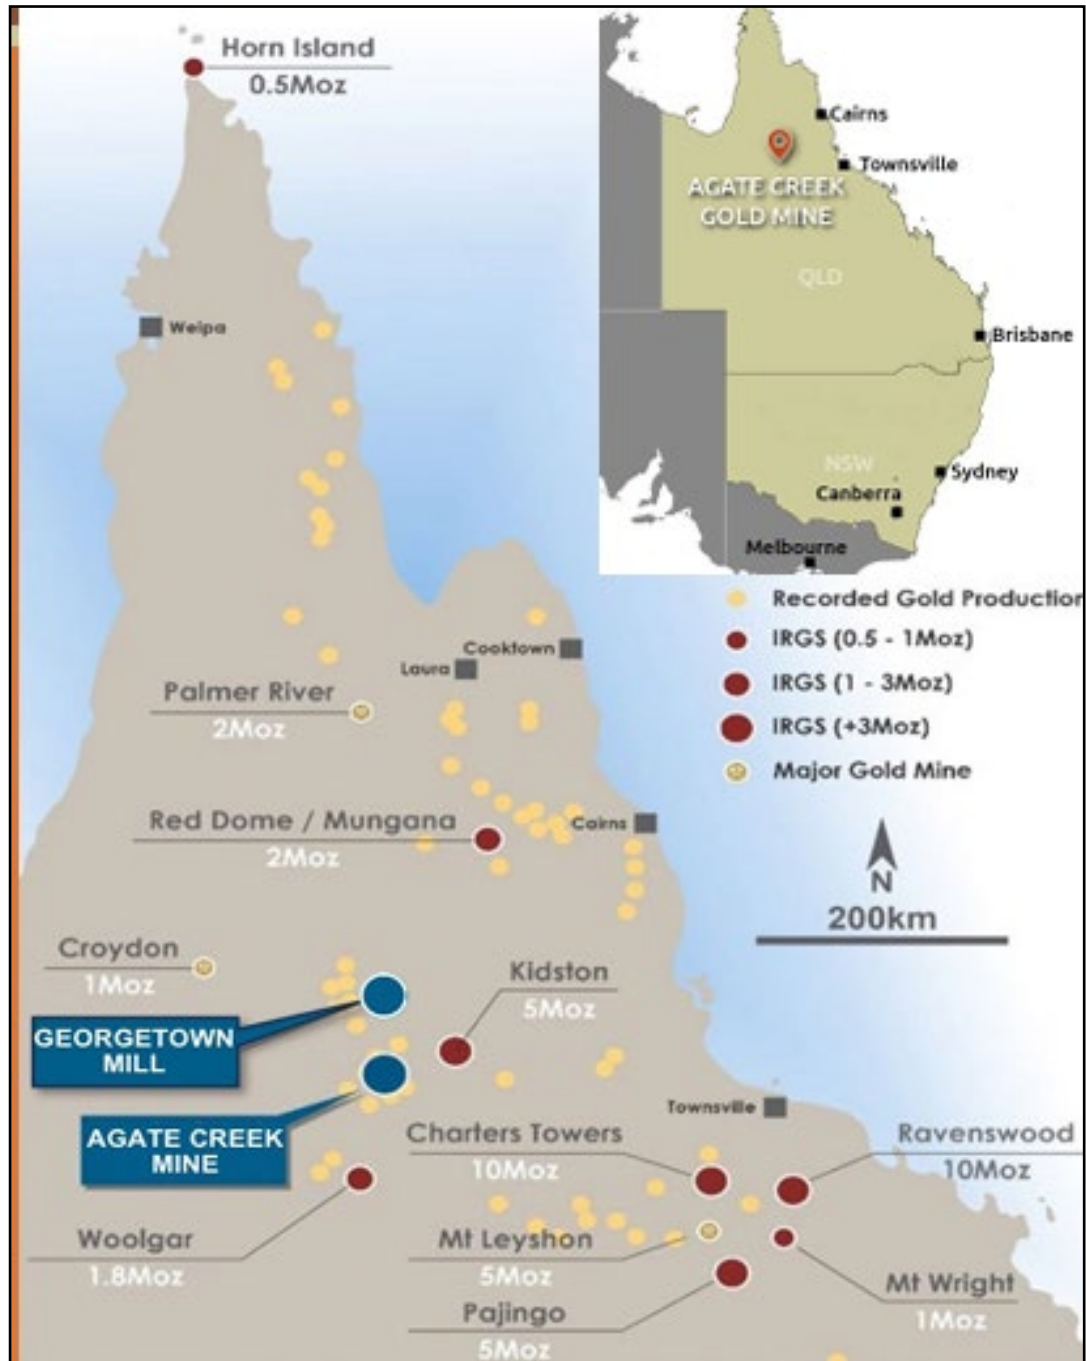 Horn Island
0.5Moz
Cairns
Townsville
AGATE CREEK
GOLD MINE
QLD
Brisbane
NSW
Sydney
Canberra
Melbourne
Weipa
Recorded Gold Production
IRGS (0.5 - 1Moz)
IRGS (1 - 3Moz)
IRGS (+3Moz)
Major Gold Mine
Cooktown
Laura
Palmer River
2Moz
Red Dome / Mungana
2Moz
Cairns
N
200km
Croydon
1Moz
Kidston
5Moz
GEORGETOWN
MILL
AGATE CREEK
MINE
Townsville
Charters Towers
10Moz
Ravenswood
10Moz
Woolgar
1.8Moz
Mt Leyshon
5Moz
Mt Wright
1Moz
Pajingo
5Moz